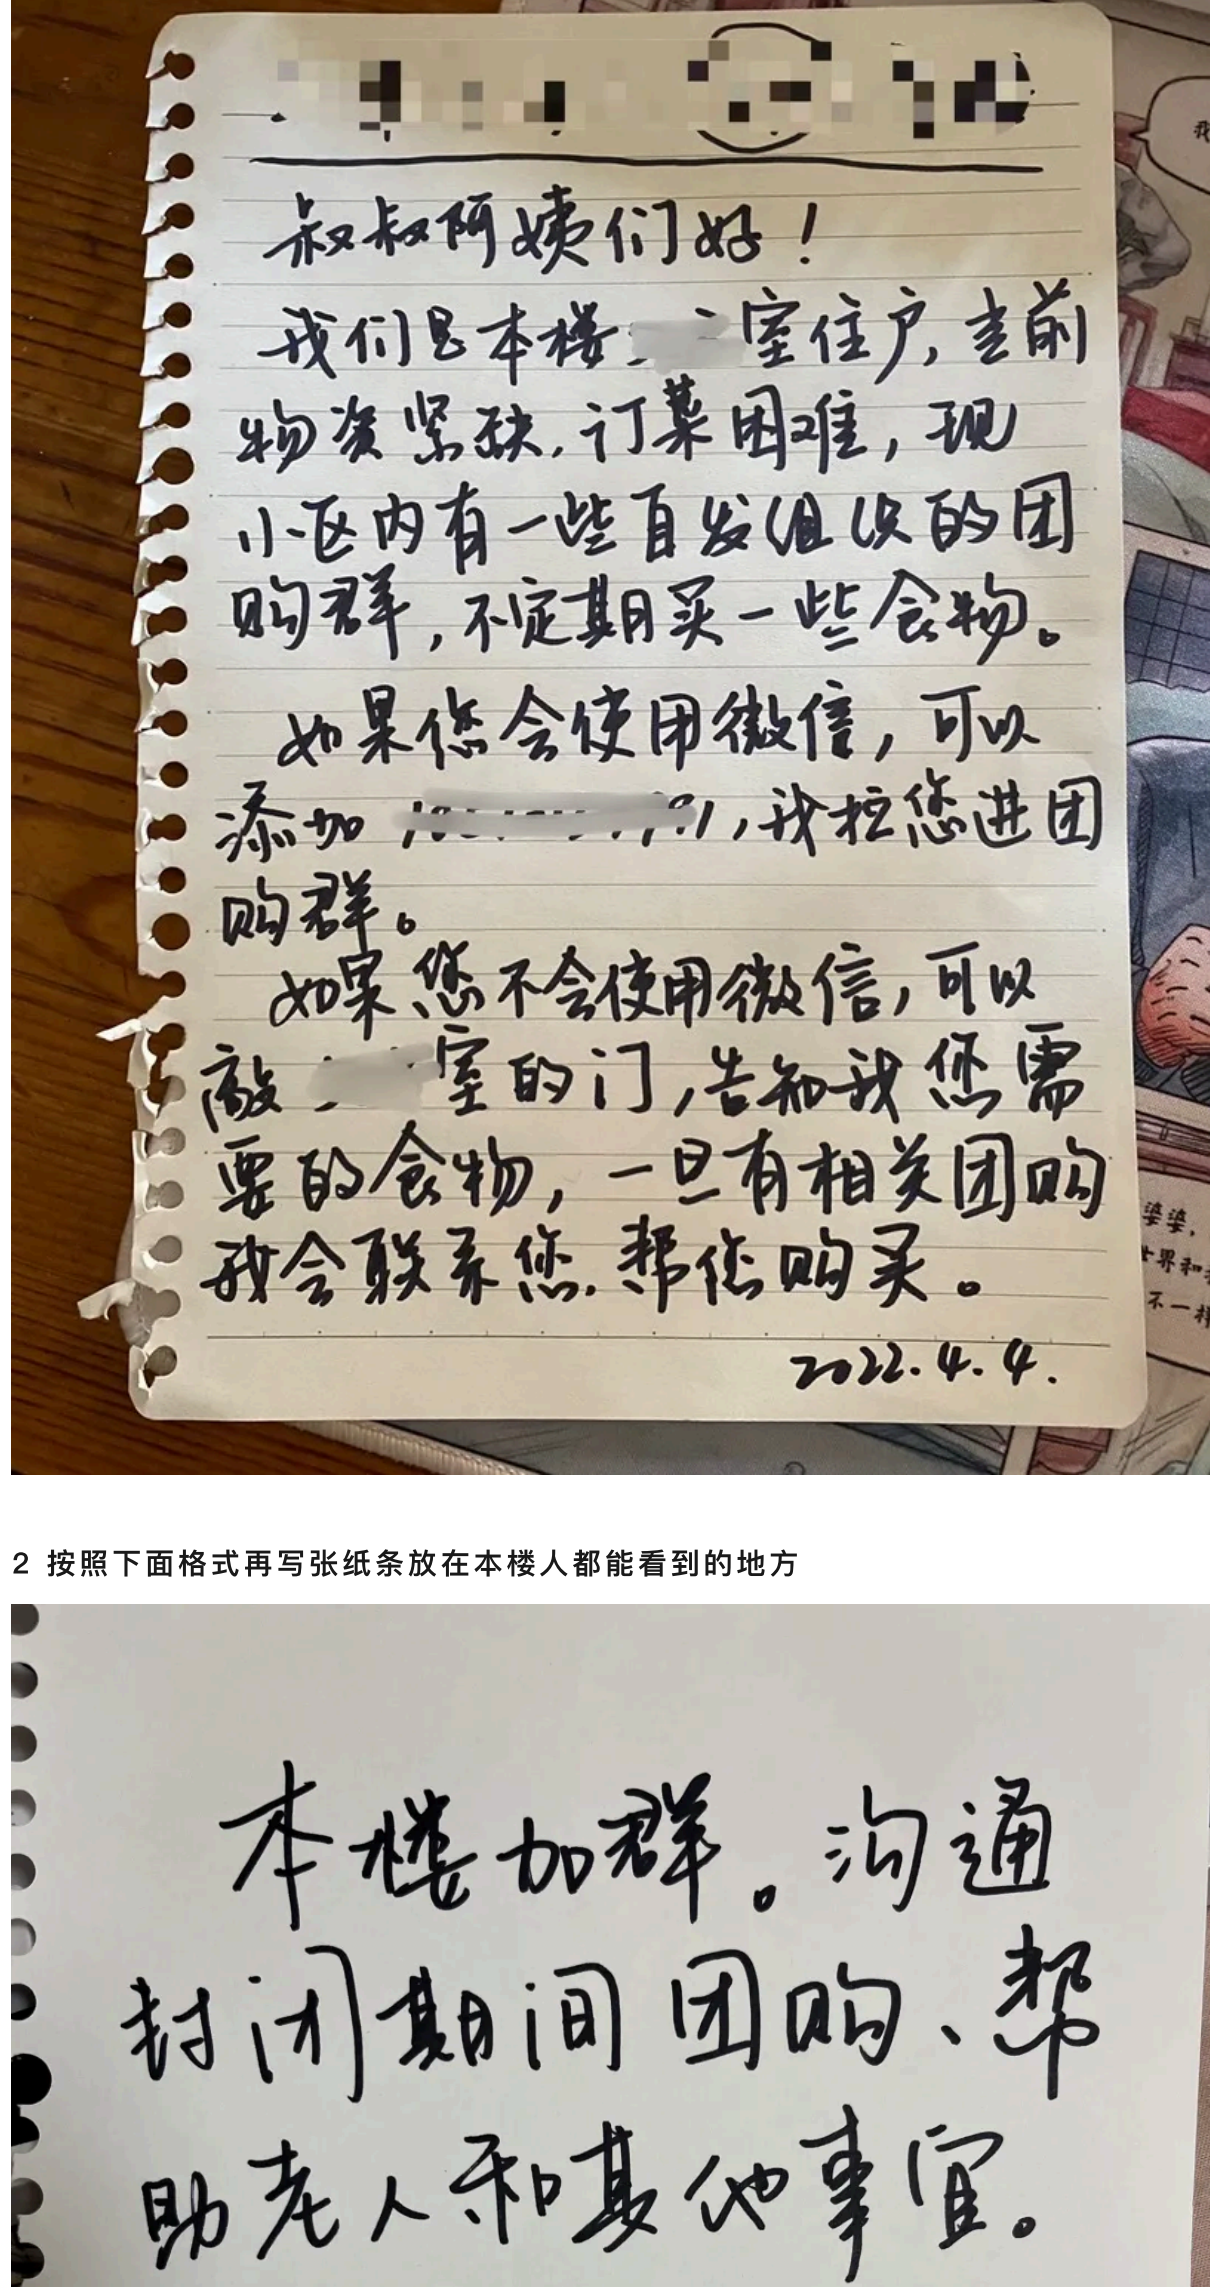 叔叔阿姨们好！
我们是本楼室住户，当前
物资紧缺，订菜困难，现
小区内有一些自发组织的团
购群，不定期买一些食物。
如果您会使用微信，可以
添加，我拉您进团
购群。
如果您不会使用微信，可以
敲室的门，告知我您需
要的食物，一旦有相关团购
我会联系您，帮您购买。
2022.4.4.
婆婆，
世界和
不一样
2 按照下面格式再写张纸条放在本楼人都能看到的地方
本楼加群。沟通
封闭期间团购、帮
助老人和其他事宜。